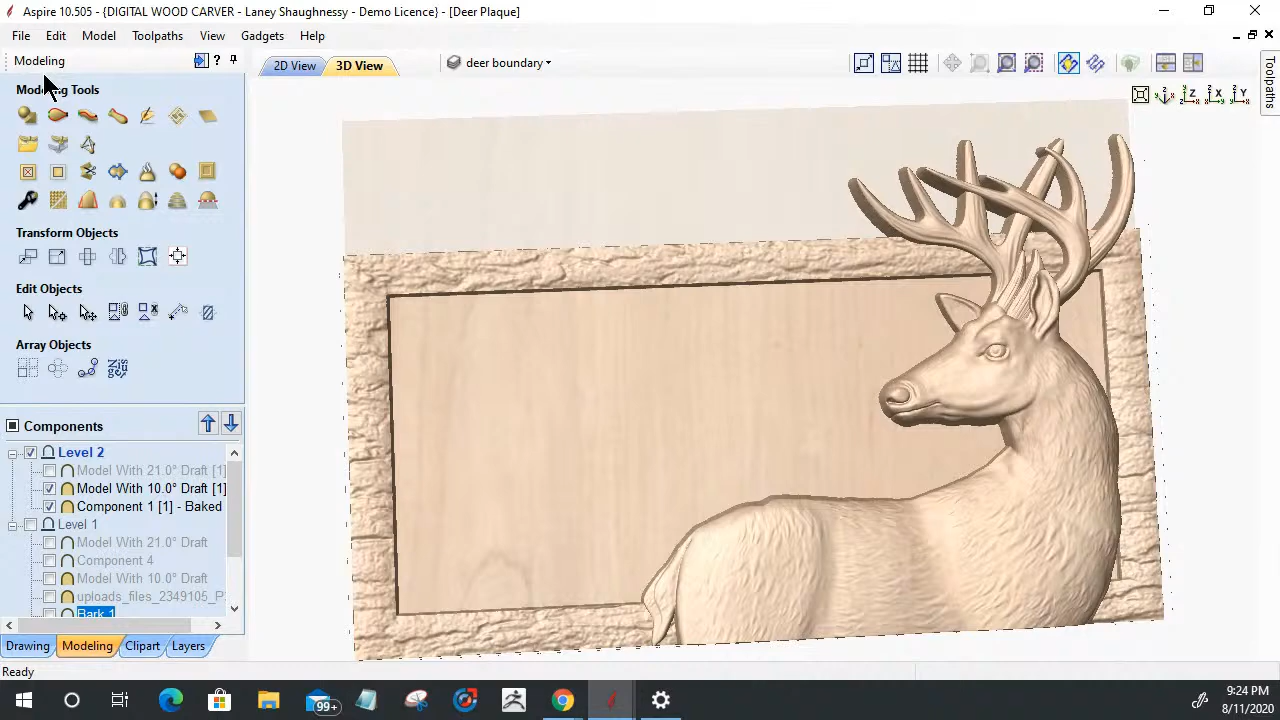 Aspire 10.505 - {DIGITAL WOOD CARVER - Laney Shaughnessy - Demo Licence} - [Deer Plaque]
File Edit Model Toolpaths View Gadgets Help
Modeling
2D View 3D View deer boundary
Toolpaths
Z X Y
Modeling Tools
Transform Objects
Edit Objects
Array Objects
Components
Level 2
Model With 21.0° Draft [1]
Model With 10.0° Draft [1]
Component 1 [1] - Baked
Level 1
Model With 21.0° Draft
Component 4
Model With 10.0° Draft
uploads_files_2349105_P
Bark 1
Drawing Modeling Clipart Layers
Ready
99+
9:24 PM
8/11/2020